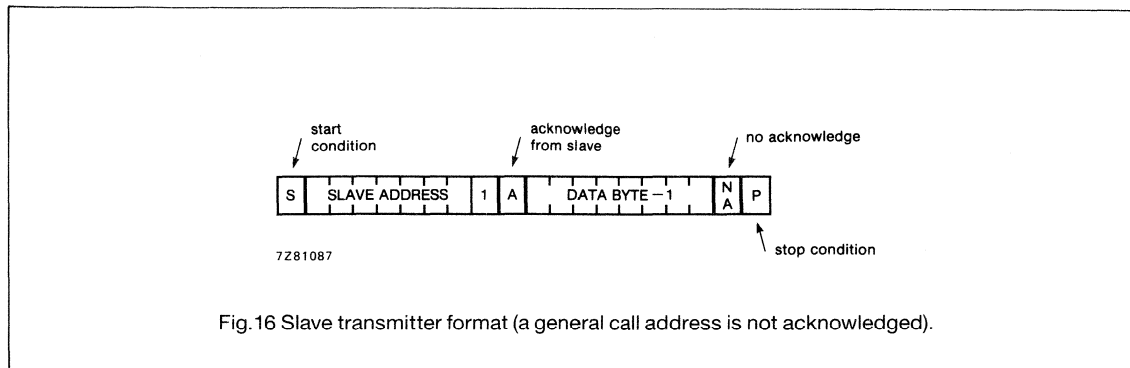 start
condition
acknowledge
from slave
no acknowledge
S SLAVE ADDRESS 1 A DATA BYTE –1 N A P
stop condition
7Z81087
Fig.16 Slave transmitter format (a general call address is not acknowledged).